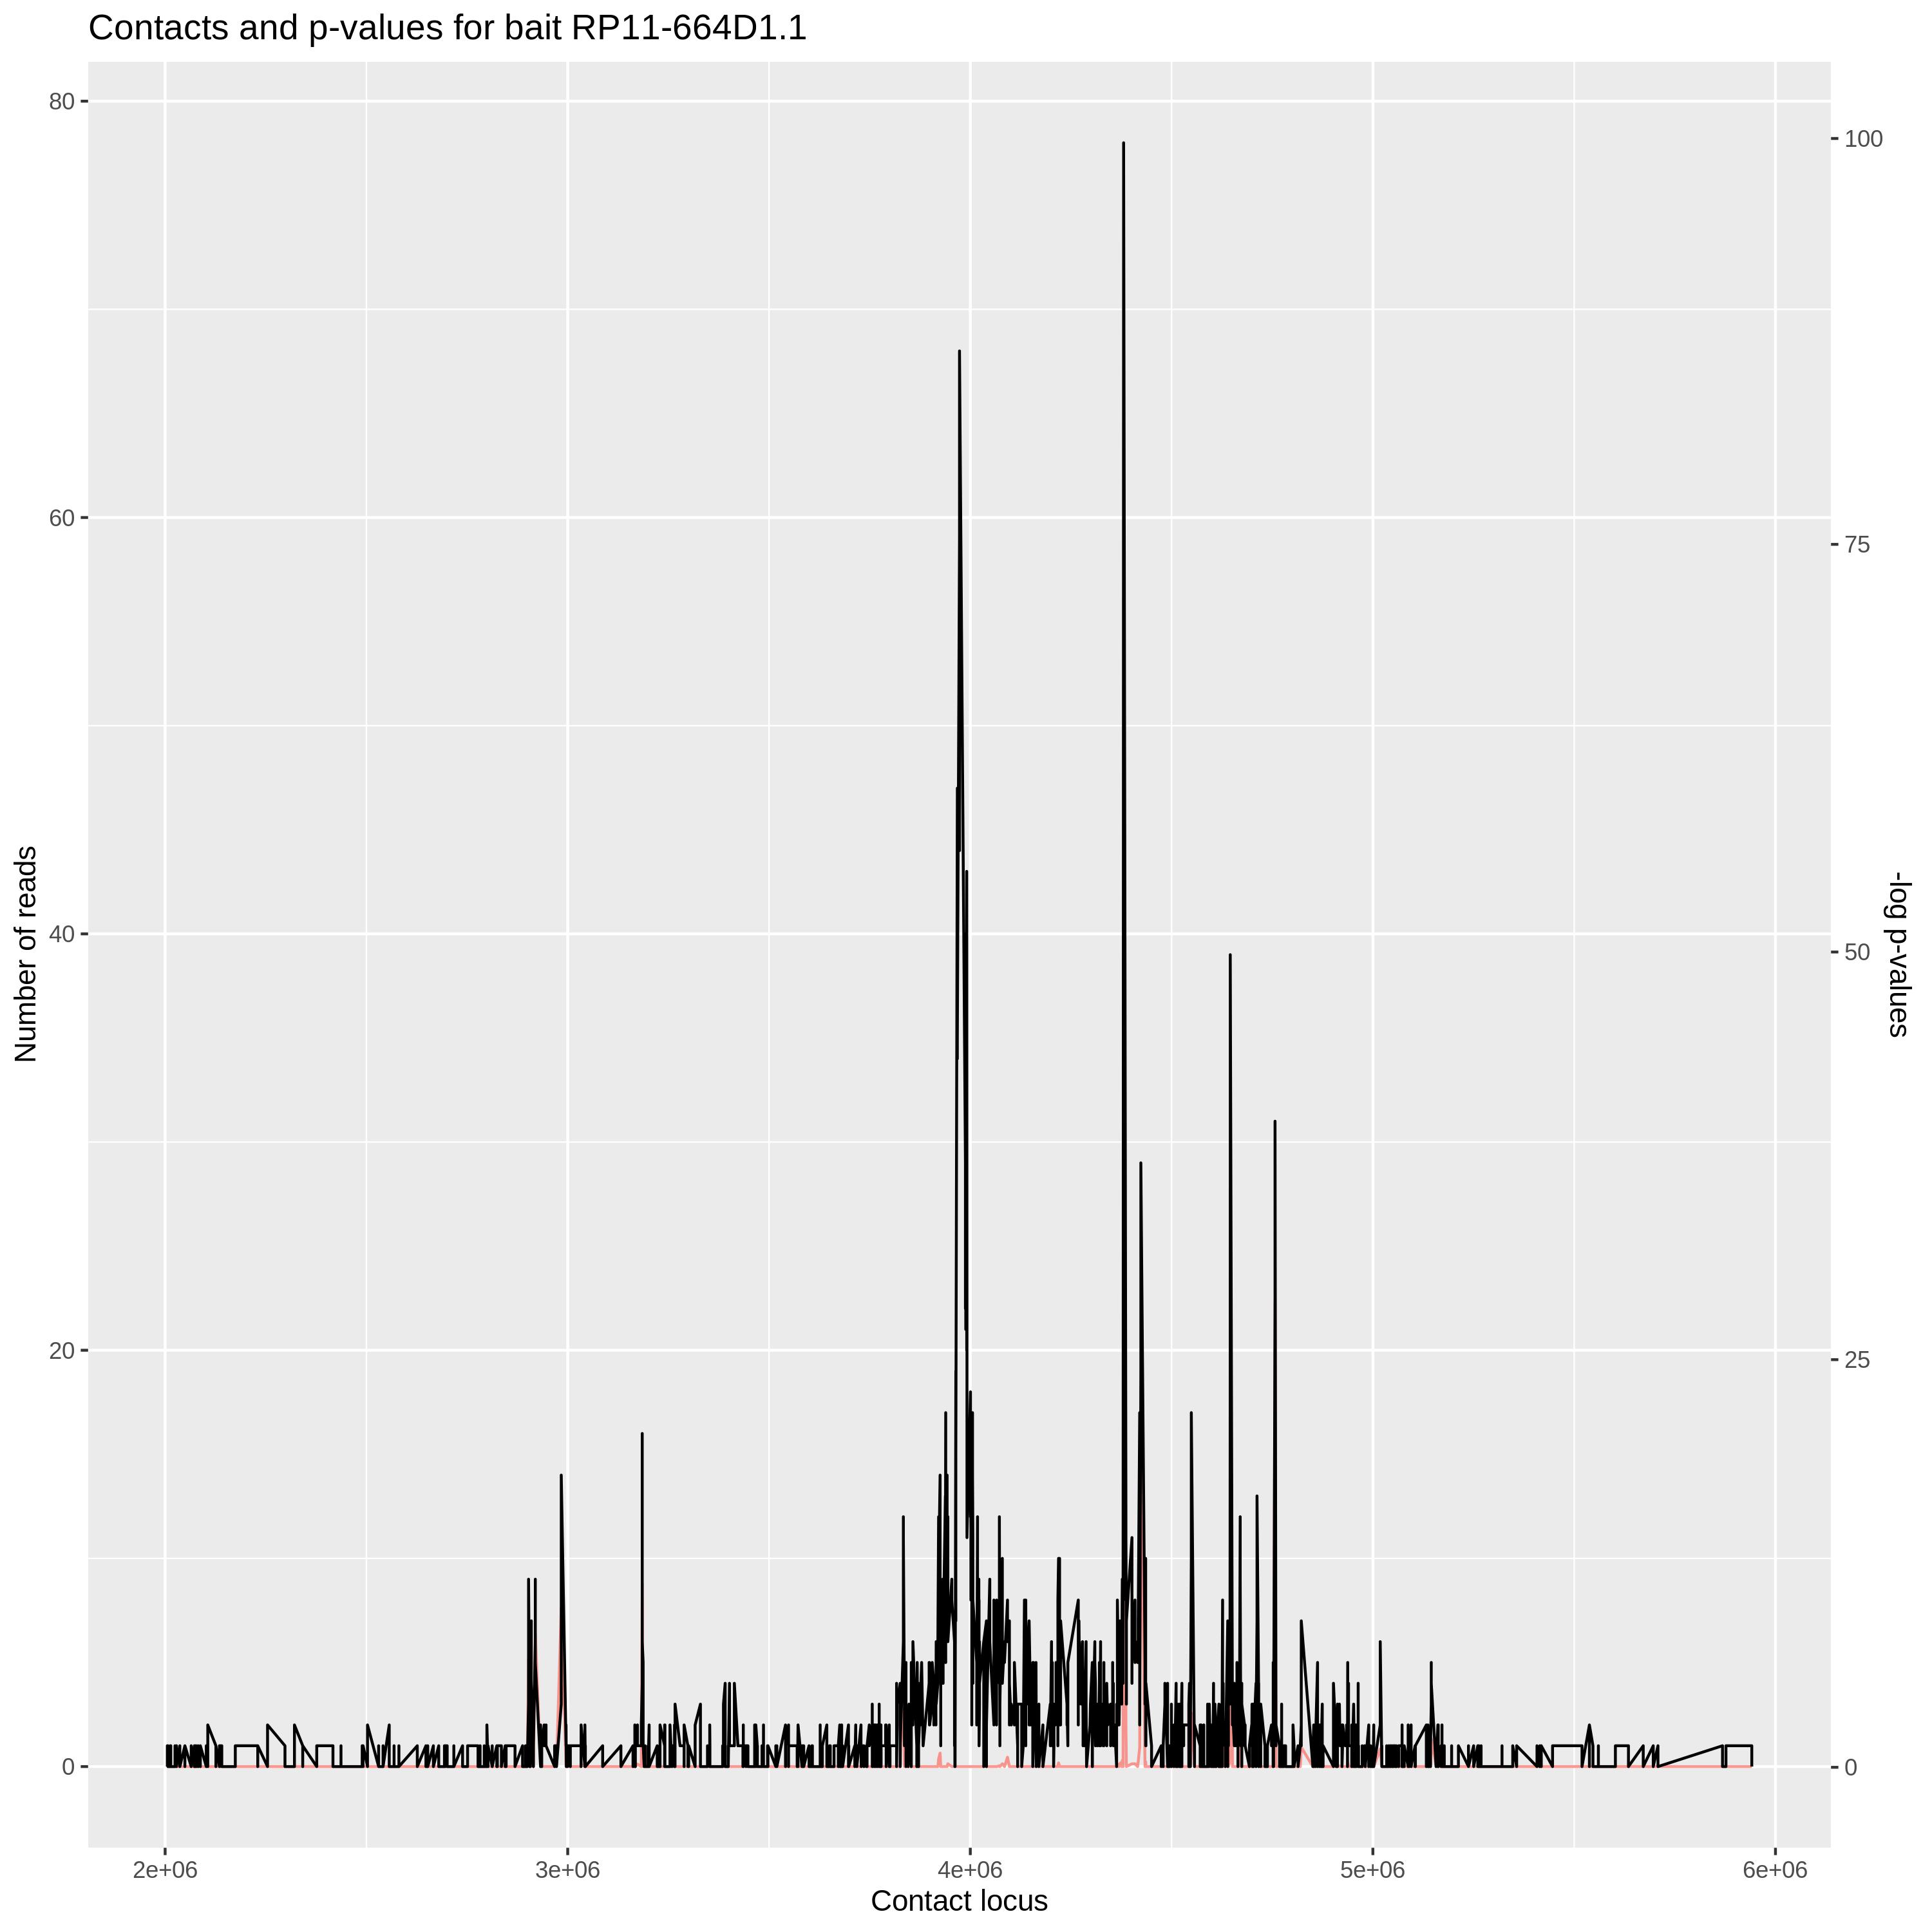 Contacts and p-values for bait RP11-664D1.1
80
60
40
20
0
Number of reads
100
75
50
25
0
-log p-values
2e+06
3e+06
4e+06
5e+06
6e+06
Contact locus